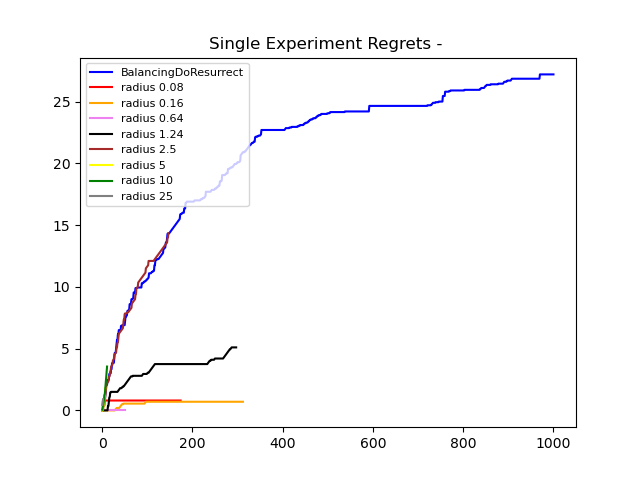 Single Experiment Regrets -
BalancingDoResurrect
radius 0.08
radius 0.16
radius 0.64
radius 1.24
radius 2.5
radius 5
radius 10
radius 25
25
20
15
10
5
0
0 200 400 600 800 1000